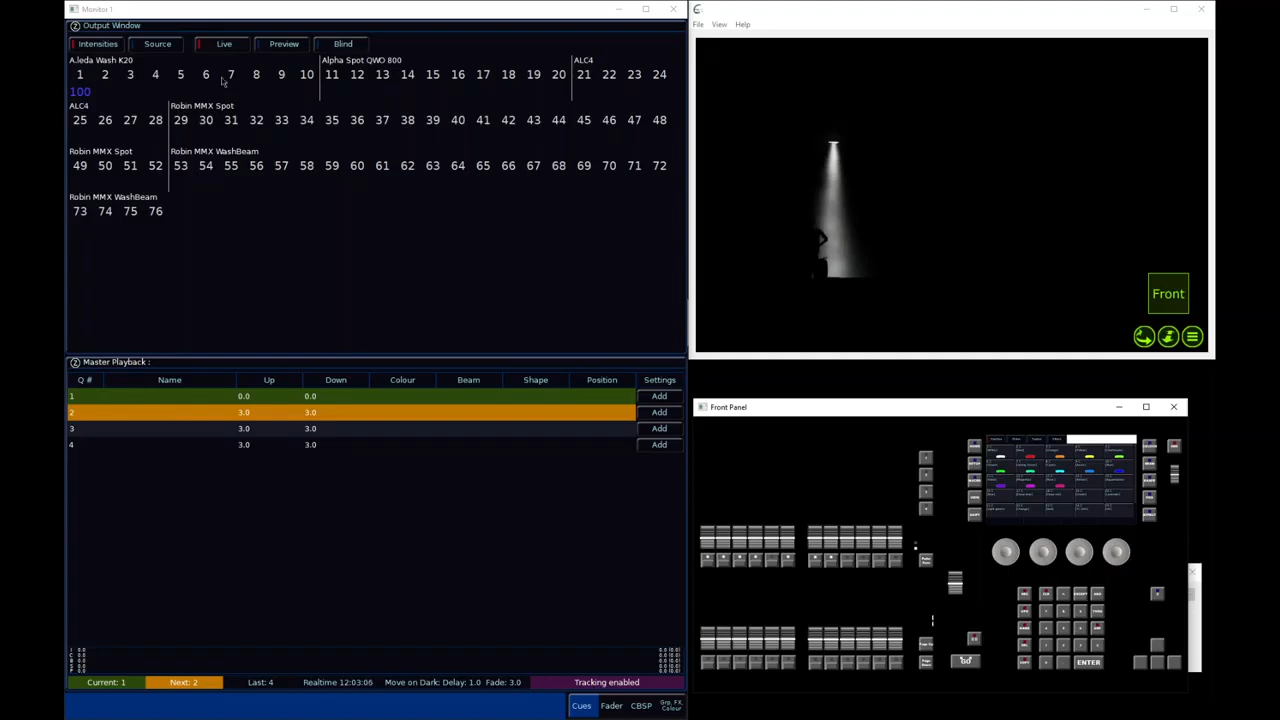 Monitor 1
Output Window
Intensities Source Live Preview Blind
A.leda Wash K20 Alpha Spot QWO 800 ALC4
1 2 3 4 5 6 7 8 9 10 11 12 13 14 15 16 17 18 19 20 21 22 23 24
100
ALC4 Robin MMX Spot
25 26 27 28 29 30 31 32 33 34 35 36 37 38 39 40 41 42 43 44 45 46 47 48
Robin MMX Spot Robin MMX WashBeam
49 50 51 52 53 54 55 56 57 58 59 60 61 62 63 64 65 66 67 68 69 70 71 72
Robin MMX WashBeam
73 74 75 76
Master Playback :
Q # Name Up Down Colour Beam Shape Position Settings
1 0.0 0.0 Add
2 3.0 3.0 Add
3 3.0 3.0 Add
4 3.0 3.0 Add
Current: 1 Next: 2 Last: 4 Realtime 12:03:06 Move on Dark: Delay: 1.0 Fade: 3.0 Tracking enabled
Cues Fader CBSP Grp, FX, Colour
File View Help
Front
Front Panel
GO
ENTER